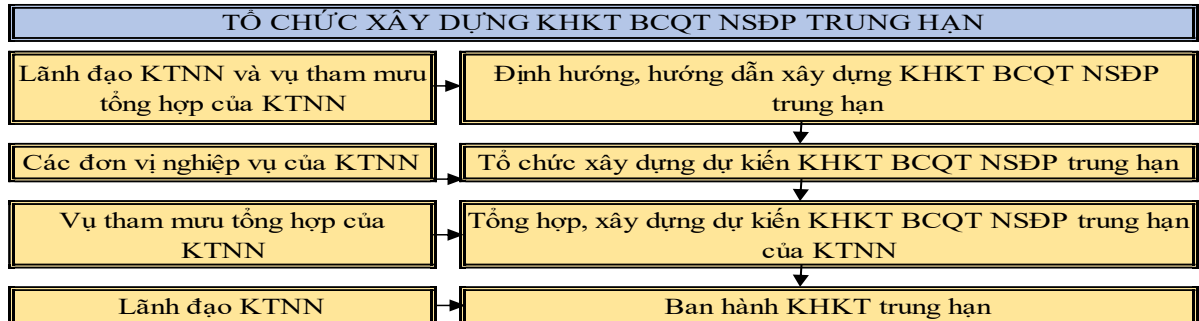 TỔ CHỨC XÂY DỰNG KHKT BCQT NSĐP TRUNG HẠN
Lãnh đạo KTNN và vụ tham mưu
tổng hợp của KTNN
Định hướng, hướng dẫn xây dựng KHKT BCQT NSĐP
trung hạn
Các đơn vị nghiệp vụ của KTNN
Tổ chức xây dựng dự kiến KHKT BCQT NSĐP trung hạn
Vụ tham mưu tổng hợp của
KTNN
Tổng hợp, xây dựng dự kiến KHKT BCQT NSĐP trung hạn
của KTNN
Lãnh đạo KTNN
Ban hành KHKT trung hạn